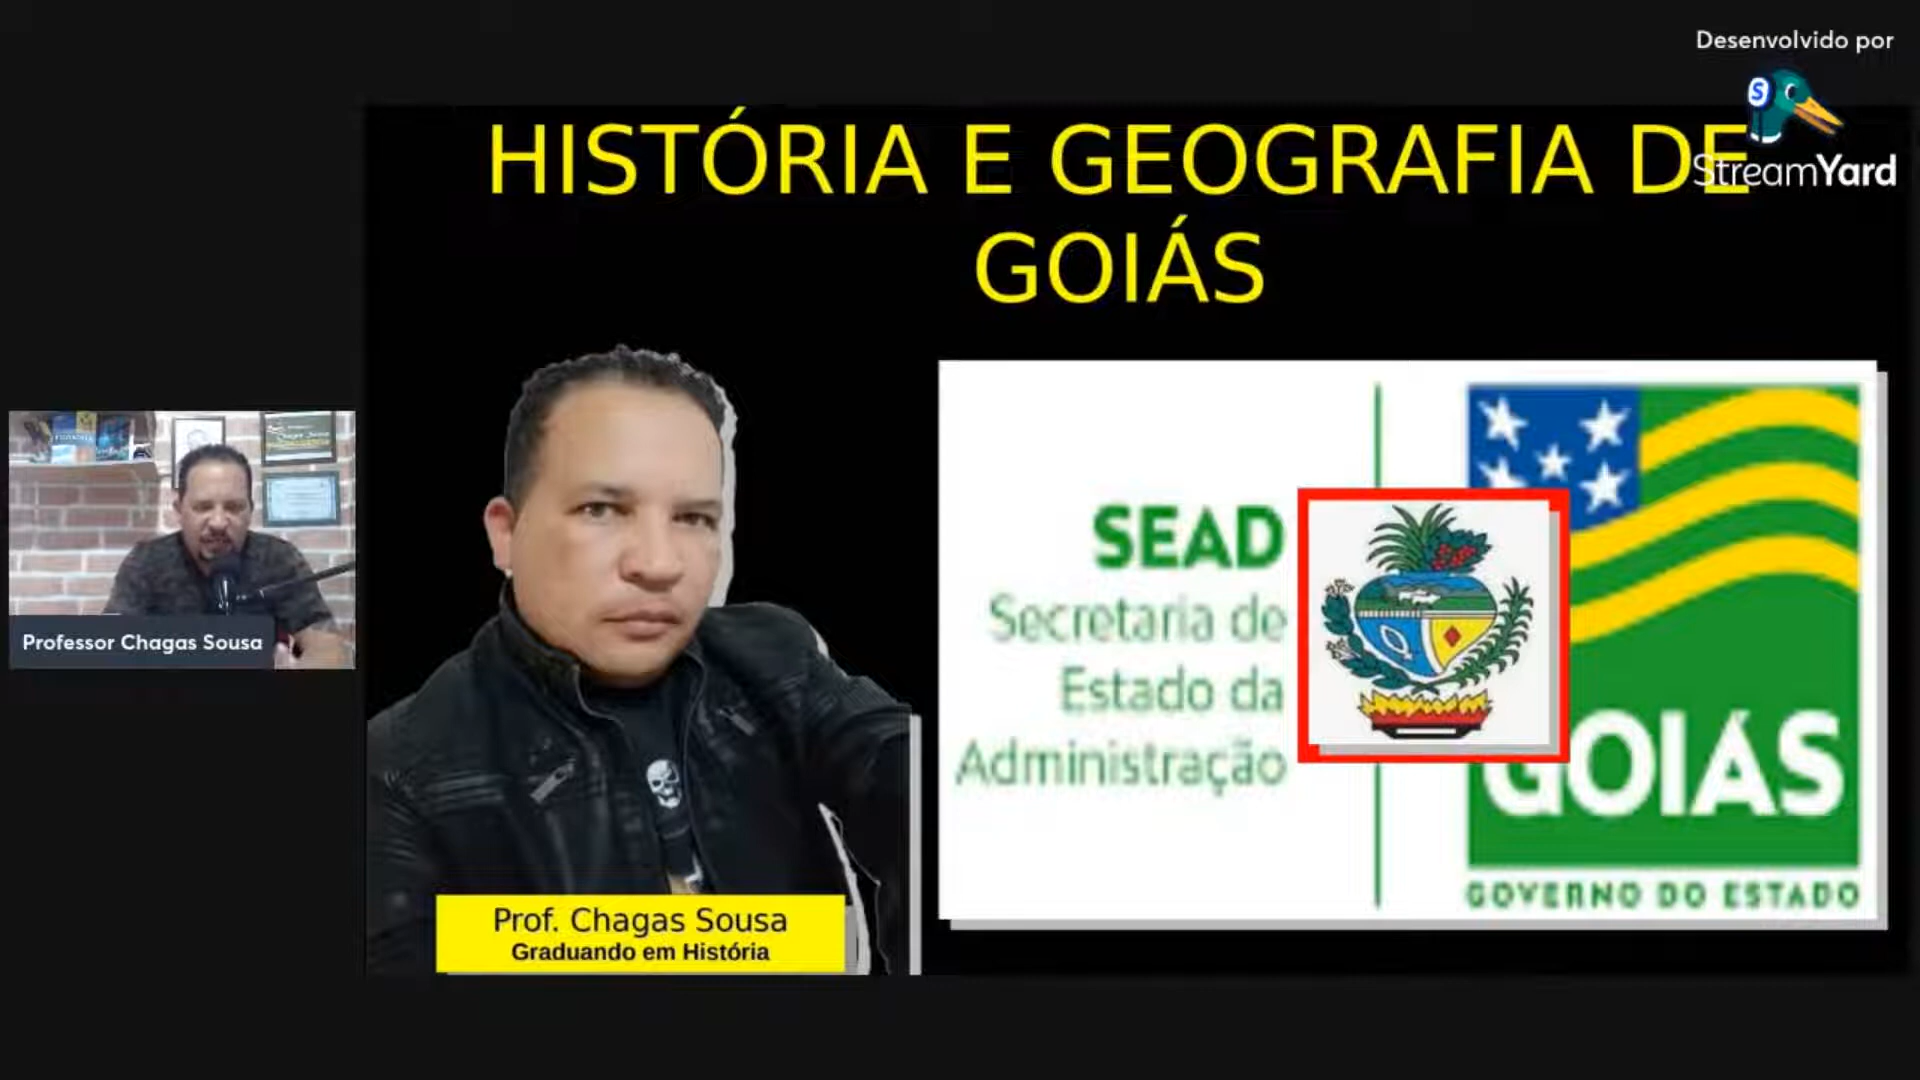 Desenvolvido por
StreamYard
HISTÓRIA E GEOGRAFIA DE
GOIÁS
Professor Chagas Sousa
SEAD
Secretaria de
Estado da
Administração
GOIÁS
GOVERNO DO ESTADO
Prof. Chagas Sousa
Graduando em História